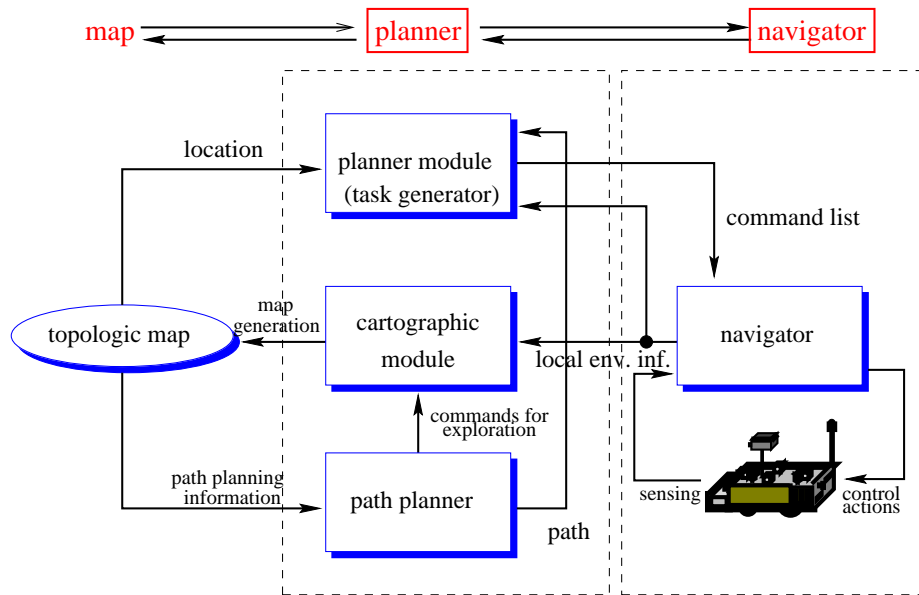 map
planner
navigator
location
planner module
(task generator)
command list
map
generation
cartographic
module
topologic map
navigator
local env. inf.
commands for
exploration
path planning
information
path planner
path
sensing
control
actions